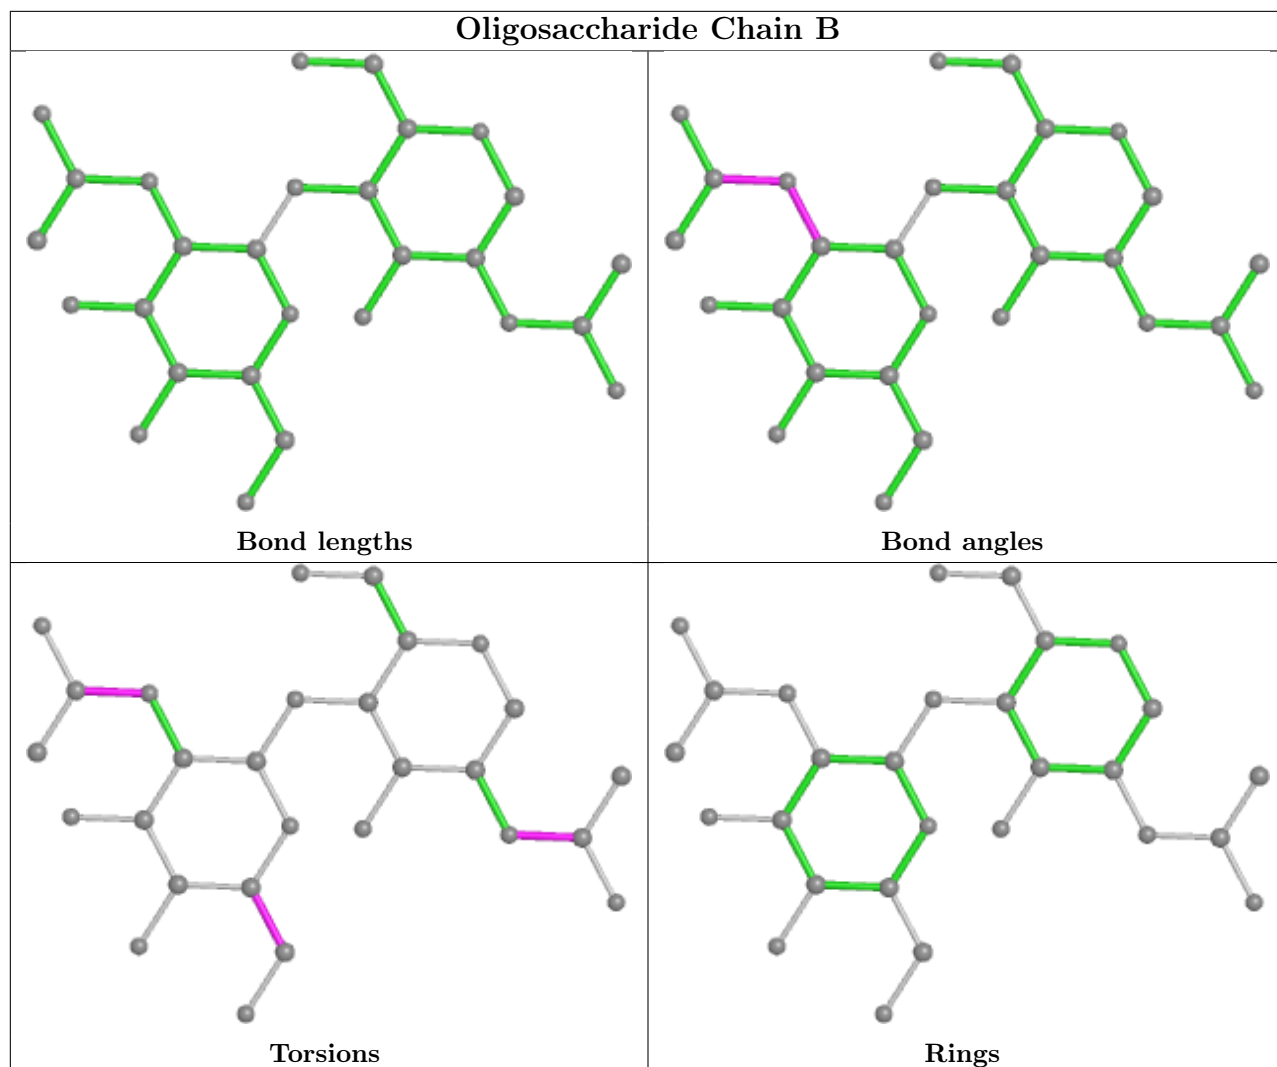 Oligosaccharide Chain B
Bond lengths
Bond angles
Torsions
Rings